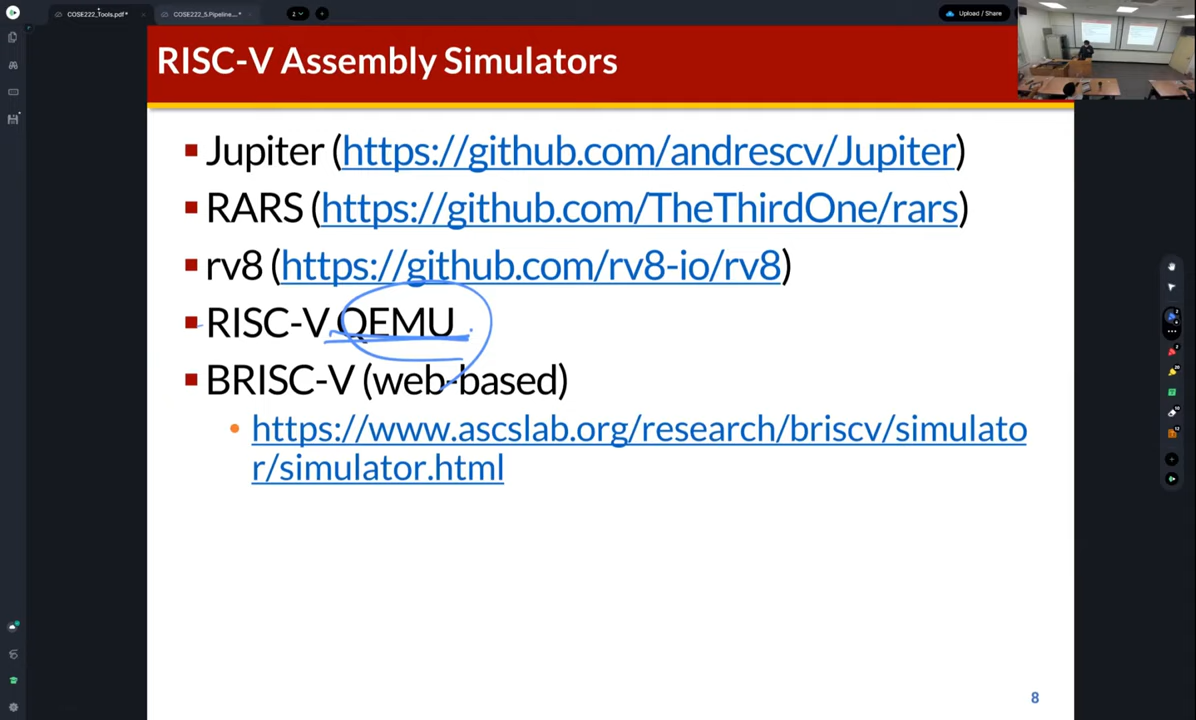 COSE222_Tools.pdf*
COSE222_5.Pipeline....*
2
Upload / Share
RISC-V Assembly Simulators
Jupiter (https://github.com/andrescv/Jupiter)
RARS (https://github.com/TheThirdOne/rars)
rv8 (https://github.com/rv8-io/rv8)
RISC-V QEMU
BRISC-V (web-based)
https://www.ascslab.org/research/briscv/simulato
r/simulator.html
8